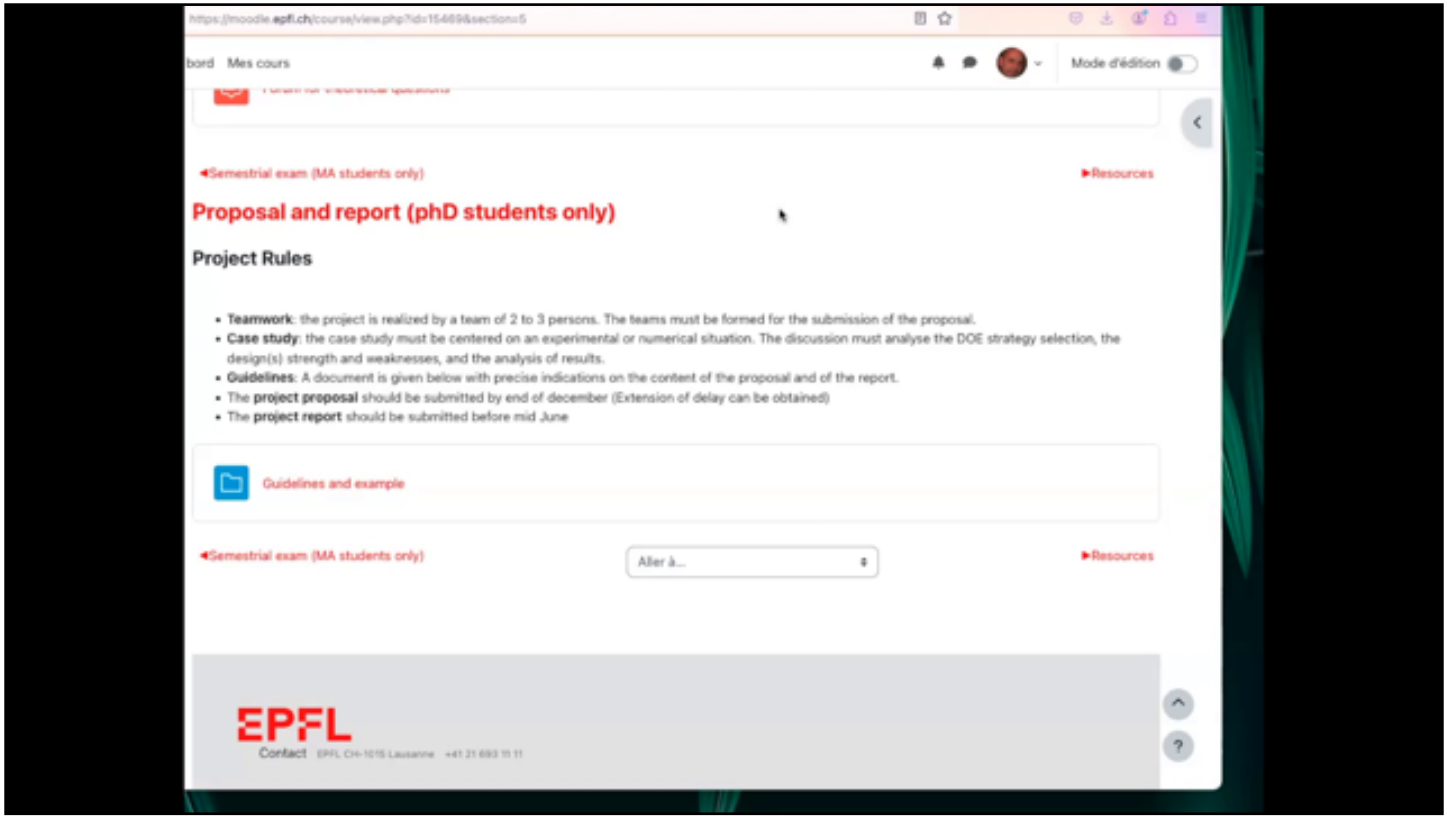 https://moodle.epfl.ch/course/view.php?id=15469&section=5
bord Mes cours
Mode d'édition
Forum for theoretical questions
◄Semestrial exam (MA students only)
►Resources
Proposal and report (phD students only)
Project Rules
• Teamwork: the project is realized by a team of 2 to 3 persons. The teams must be formed for the submission of the proposal.
• Case study: the case study must be centered on an experimental or numerical situation. The discussion must analyse the DOE strategy selection, the
design(s) strength and weaknesses, and the analysis of results.
• Guidelines: A document is given below with precise indications on the content of the proposal and of the report.
• The project proposal should be submitted by end of december (Extension of delay can be obtained)
• The project report should be submitted before mid June
Guidelines and example
◄Semestrial exam (MA students only)
Aller à...
►Resources
EPFL
Contact EPFL CH-1015 Lausanne +41 21 693 11 11
?